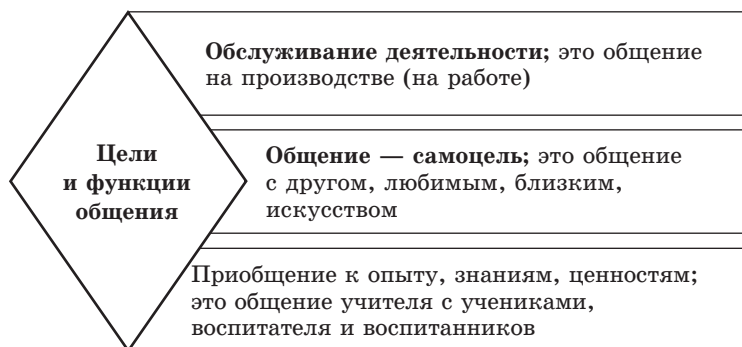 Цели
и функции
общения
Обслуживание деятельности; это общение
на производстве (на работе)
Общение — самоцель; это общение
с другом, любимым, близким,
искусством
Приобщение к опыту, знаниям, ценностям;
это общение учителя с учениками,
воспитателя и воспитанников